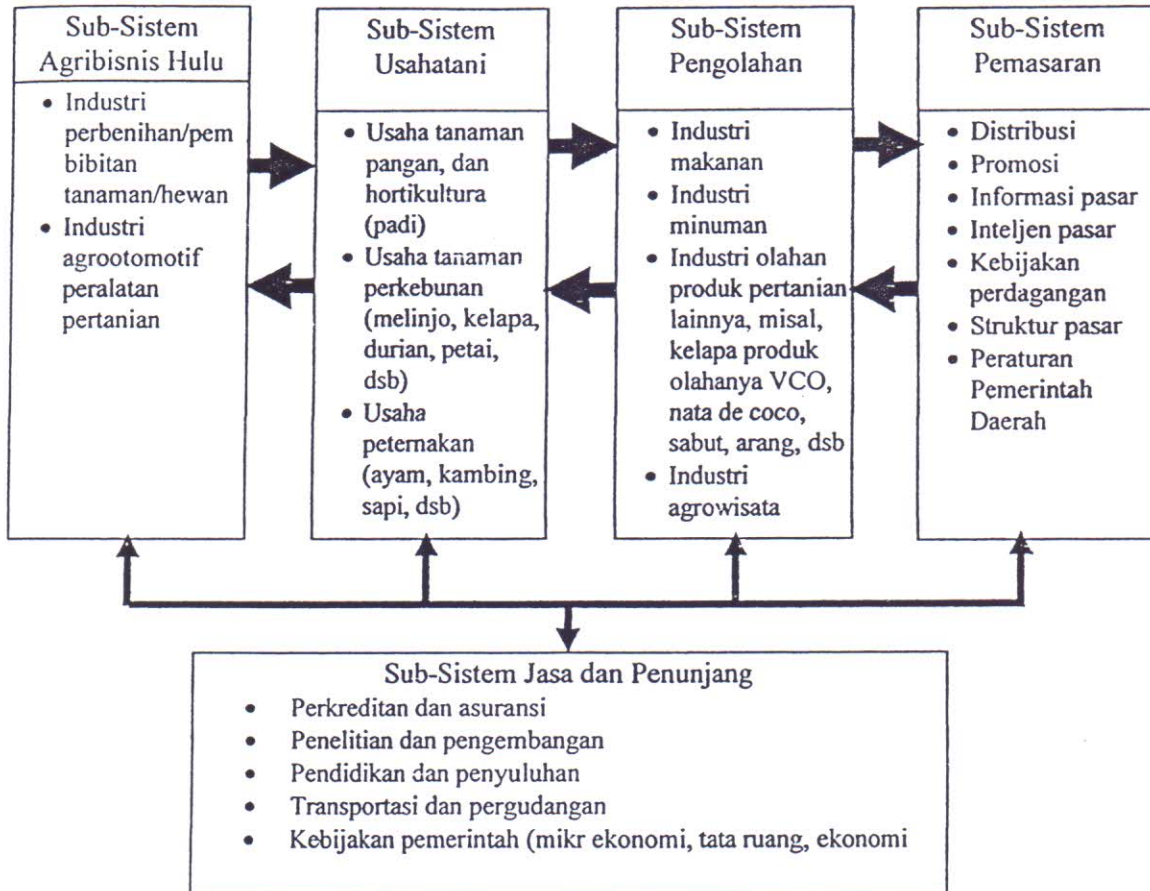 Sub-Sistem
Agribisnis Hulu
• Industri
perbenihan/pem
bibitan
tanaman/hewan
• Industri
agrootomotif
peralatan
pertanian
Sub-Sistem
Usahatani
• Usaha tanaman
pangan, dan
hortikultura
(padi)
• Usaha tanaman
perkebunan
(melinjo, kelapa,
durian, petai,
dsb)
• Usaha
peternakan
(ayam, kambing,
sapi, dsb)
Sub-Sistem
Pengolahan
• Industri
makanan
• Industri
minuman
• Industri olahan
produk pertanian
lainnya, misal,
kelapa produk
olahanya VCO,
nata de coco,
sabut, arang, dsb
• Industri
agrowisata
Sub-Sistem
Pemasaran
• Distribusi
• Promosi
• Informasi pasar
• Inteljen pasar
• Kebijakan
perdagangan
• Struktur pasar
• Peraturan
Pemerintah
Daerah
Sub-Sistem Jasa dan Penunjang
• Perkreditan dan asuransi
• Penelitian dan pengembangan
• Pendidikan dan penyuluhan
• Transportasi dan pergudangan
• Kebijakan pemerintah (mikr ekonomi, tata ruang, ekonomi